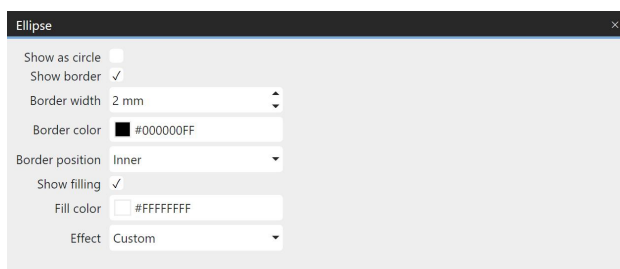 Ellipse
Show as circle
Show border
Border width 2 mm
Border color #000000FF
Border position Inner
Show filling
Fill color #FFFFFFFF
Effect Custom